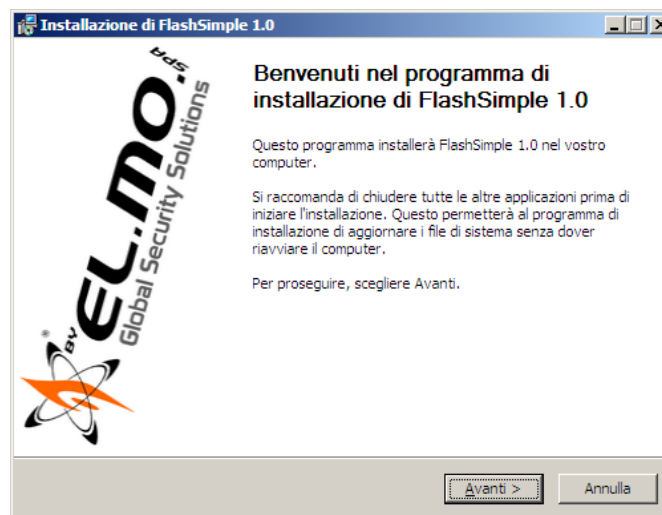 Installazione di FlashSimple 1.0
BY EL.MO. SPA
Global Security Solutions
®
Benvenuti nel programma di
installazione di FlashSimple 1.0
Questo programma installerà FlashSimple 1.0 nel vostro
computer.
Si raccomanda di chiudere tutte le altre applicazioni prima di
iniziare l'installazione. Questo permetterà al programma di
installazione di aggiornare i file di sistema senza dover
riavviare il computer.
Per proseguire, scegliere Avanti.
Avanti >
Annulla